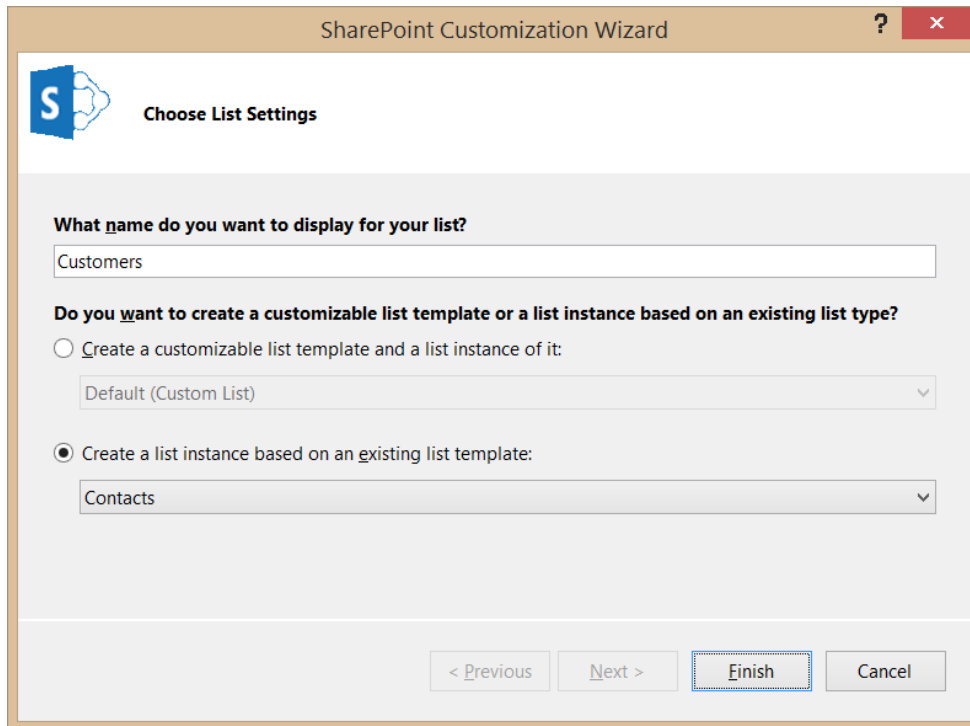 SharePoint Customization Wizard
?
S
Choose List Settings
What name do you want to display for your list?
Customers
Do you want to create a customizable list template or a list instance based on an existing list type?
Create a customizable list template and a list instance of it:
Default (Custom List)
Create a list instance based on an existing list template:
Contacts
< Previous Next > Finish Cancel